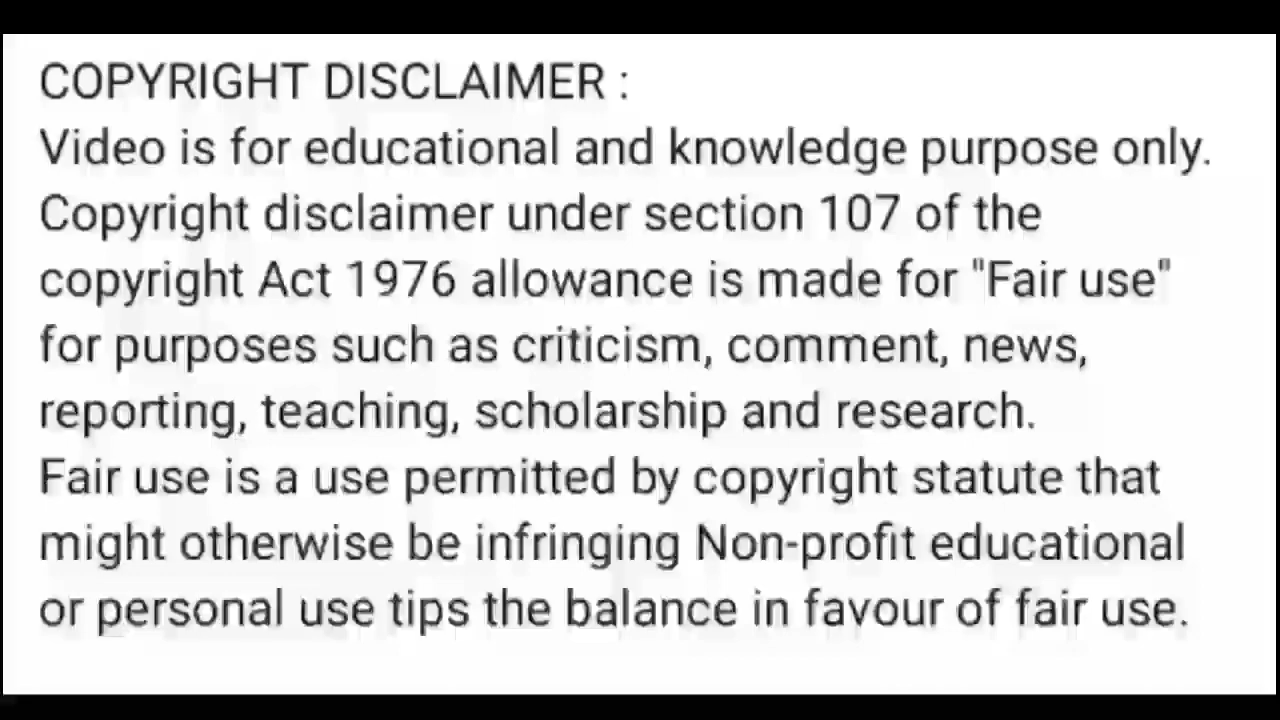 COPYRIGHT DISCLAIMER :
Video is for educational and knowledge purpose only.
Copyright disclaimer under section 107 of the
copyright Act 1976 allowance is made for "Fair use"
for purposes such as criticism, comment, news,
reporting, teaching, scholarship and research.
Fair use is a use permitted by copyright statute that
might otherwise be infringing Non-profit educational
or personal use tips the balance in favour of fair use.